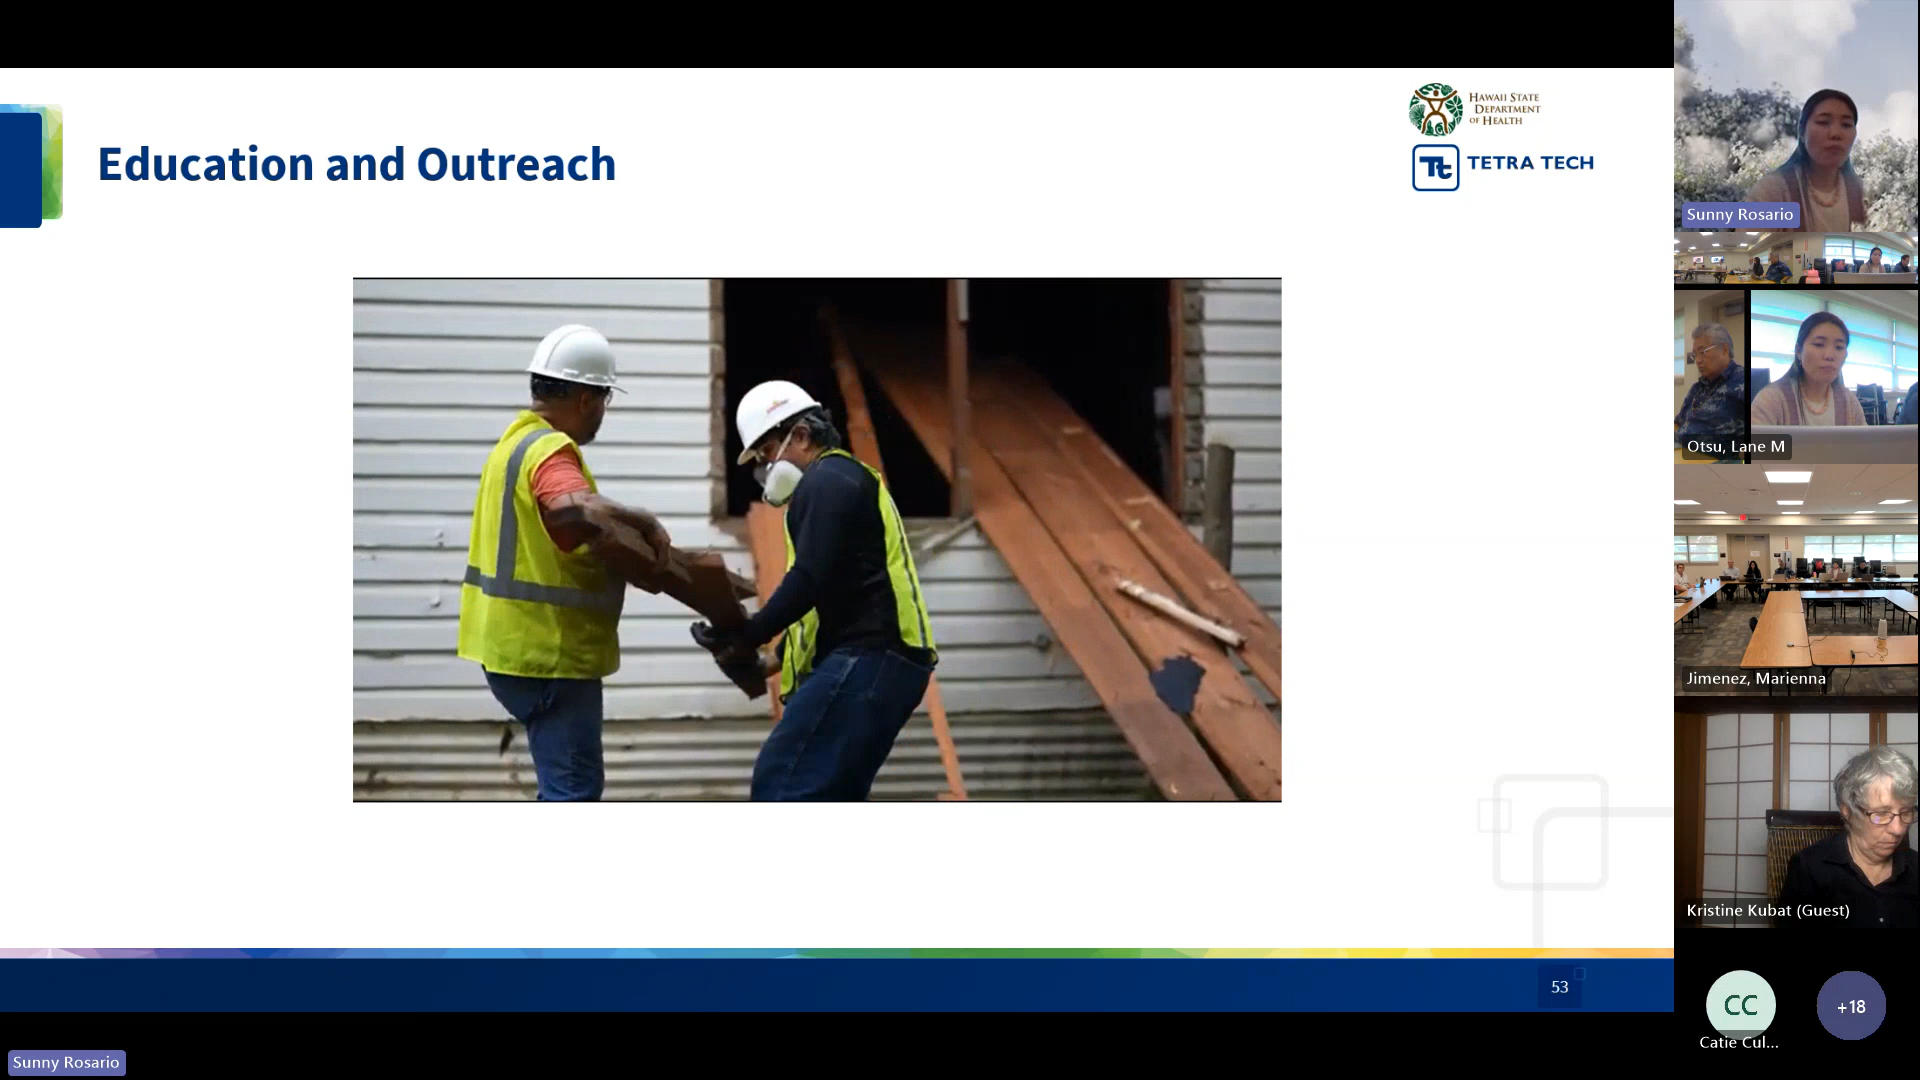 Education and Outreach
HAWAII STATE
DEPARTMENT
OF HEALTH
Tt
TETRA TECH
53
Sunny Rosario
Sunny Rosario
Otsu, Lane M
Jimenez, Marienna
Kristine Kubat (Guest)
CC
Catie Cul...
+18